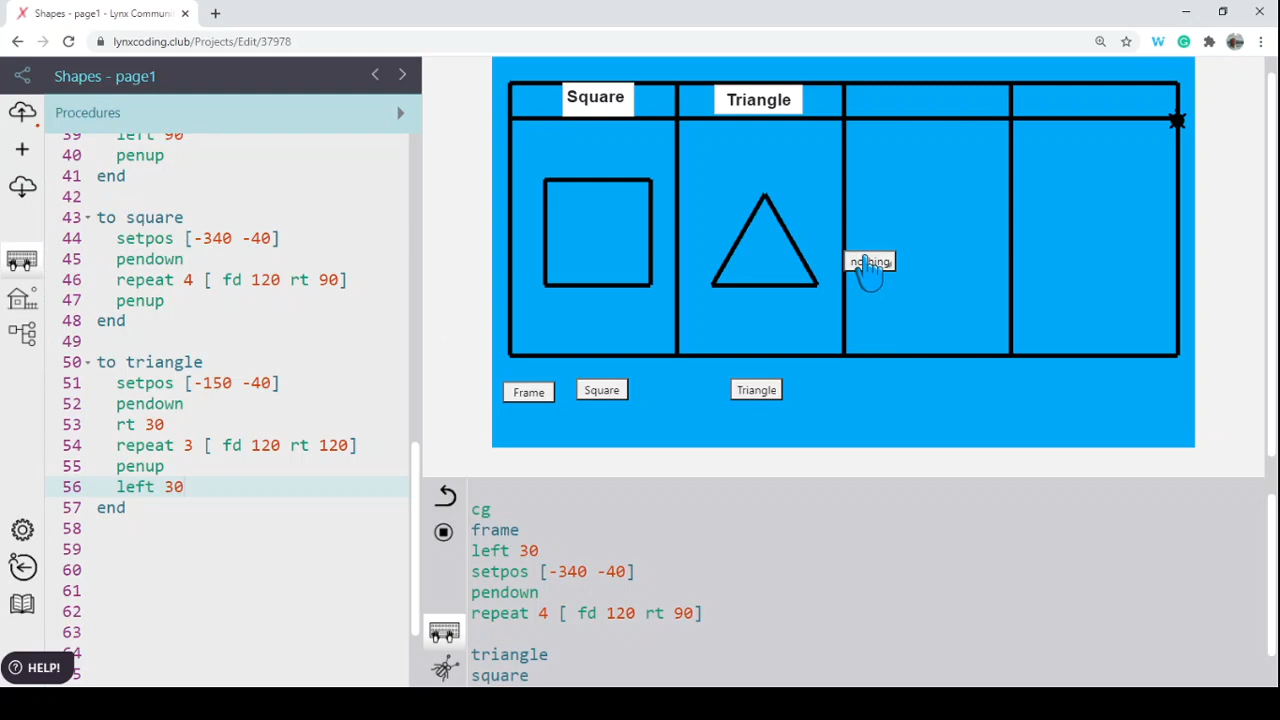 Shapes - page1 - Lynx Commun
lynxcoding.club/Projects/Edit/37978
Shapes - page1
Procedures
39 left 90
40 penup
41 end
42
43 to square
44 setpos [-340 -40]
45 pendown
46 repeat 4 [ fd 120 rt 90]
47 penup
48 end
49
50 to triangle
51 setpos [-150 -40]
52 pendown
53 rt 30
54 repeat 3 [ fd 120 rt 120]
55 penup
56 left 30
57 end
58
59
60
61
62
63
64
HELP!
Square
Triangle
nothing
Frame
Square
Triangle
cg
frame
left 30
setpos [-340 -40]
pendown
repeat 4 [ fd 120 rt 90]
triangle
square